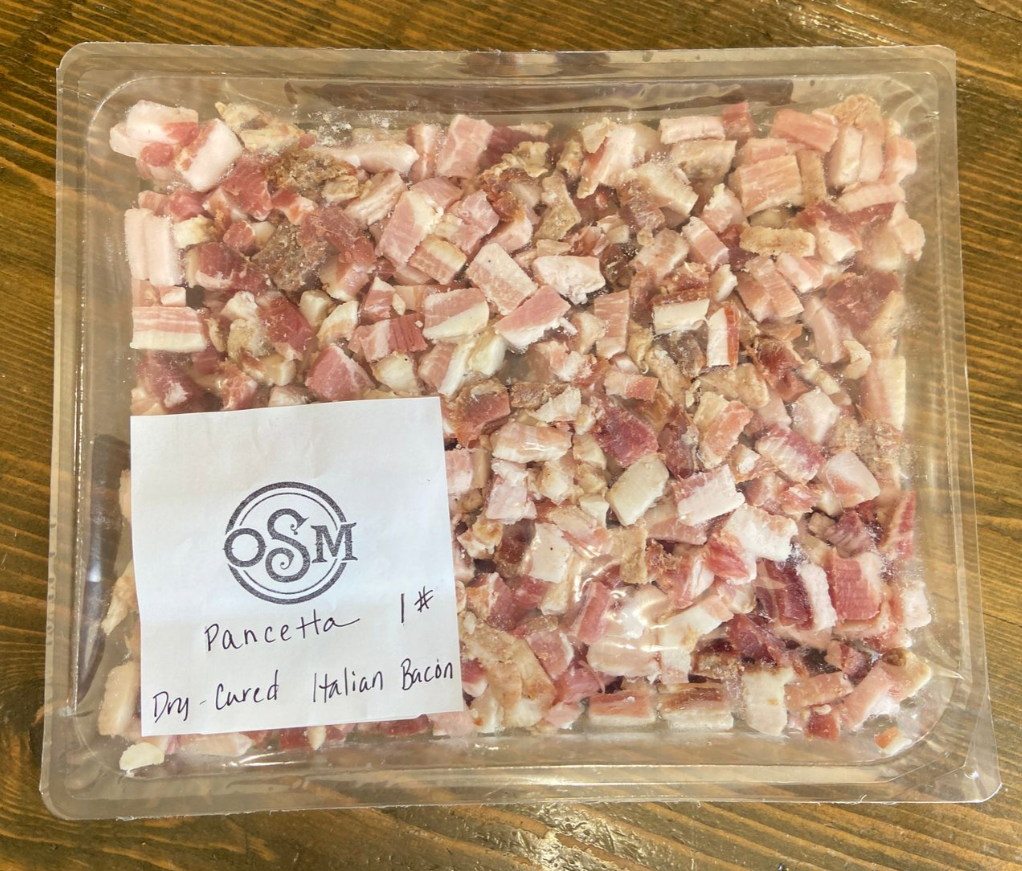 OSM
Pancetta 1#
Dry-Cured Italian Bacon